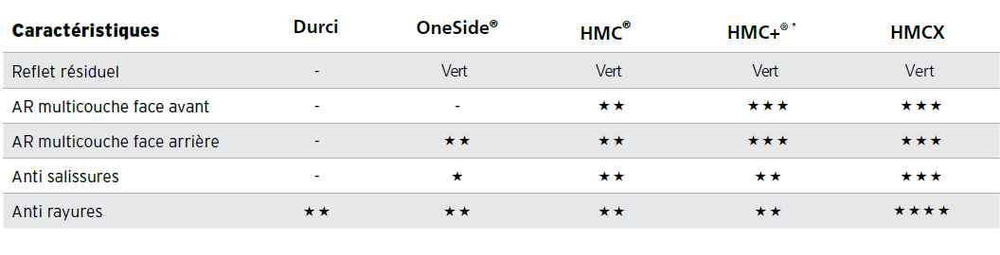 Caractéristiques Durci OneSide® HMC® HMC+® * HMCX
Reflet résiduel - Vert Vert Vert Vert
AR multicouche face avant - - ★★ ★★★ ★★★
AR multicouche face arrière - ★★ ★★ ★★★ ★★★
Anti salissures - ★ ★★ ★★ ★★★
Anti rayures ★★ ★★ ★★ ★★ ★★★★